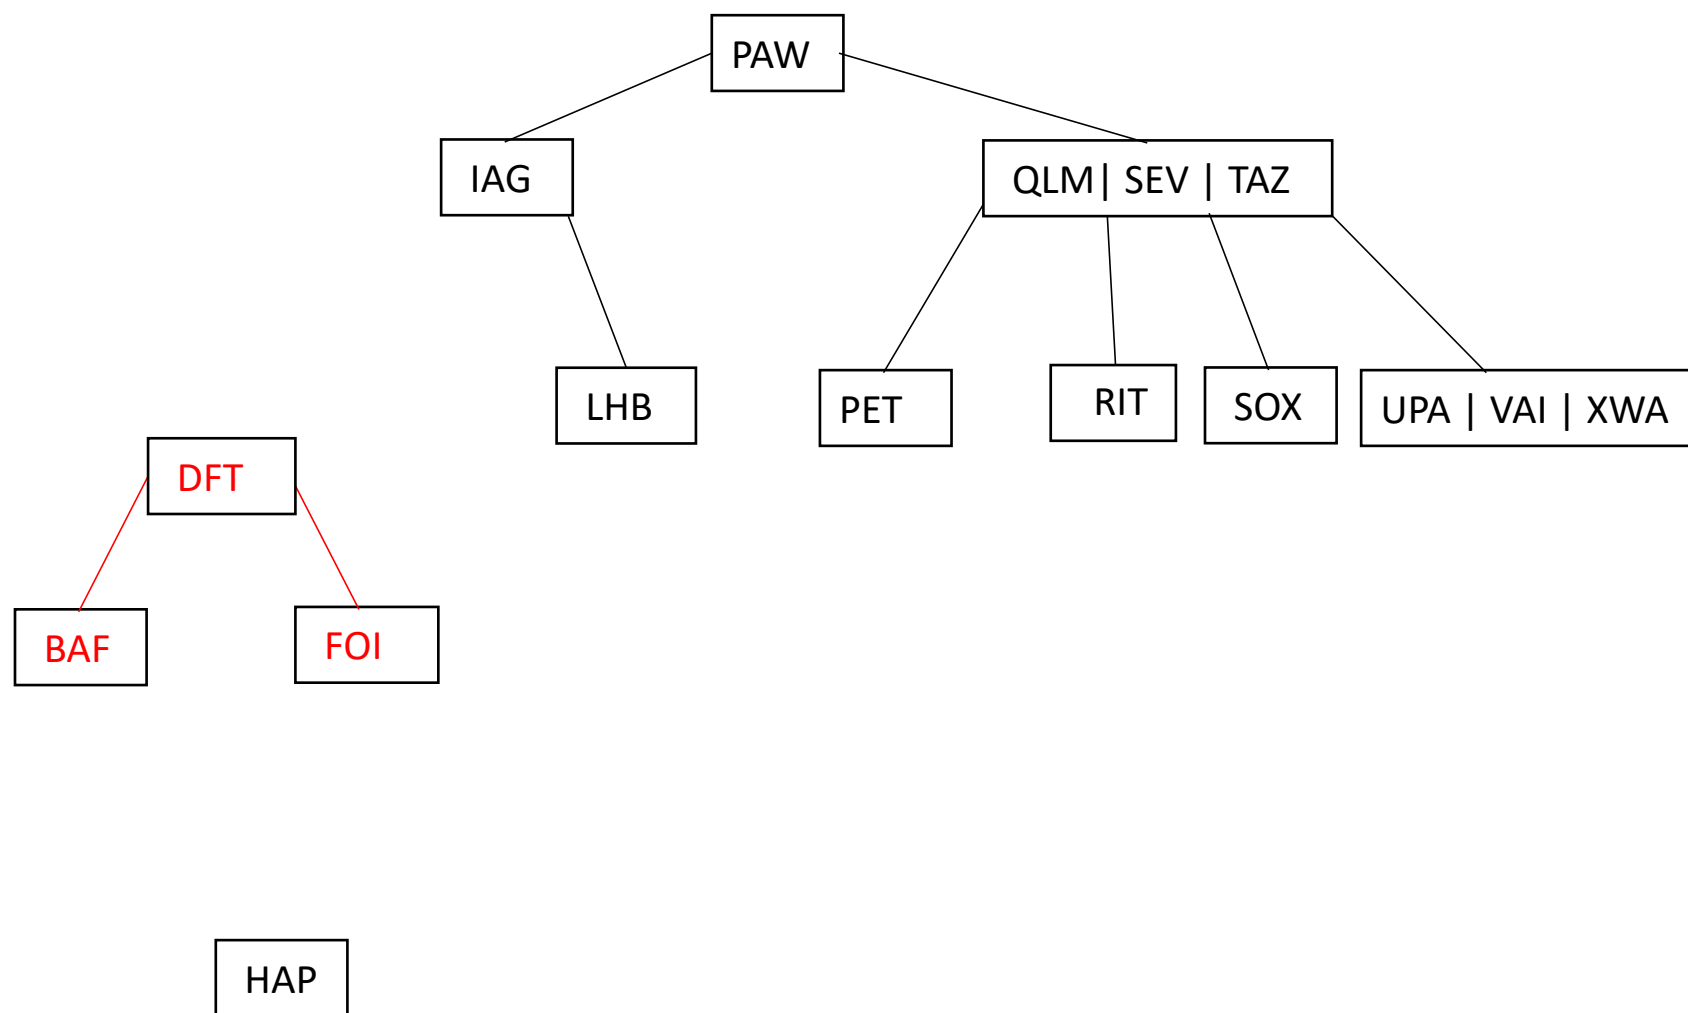 PAW
IAG
QLM| SEV | TAZ
LHB
PET
RIT
SOX
UPA | VAI | XWA
DFT
BAF
FOI
HAP